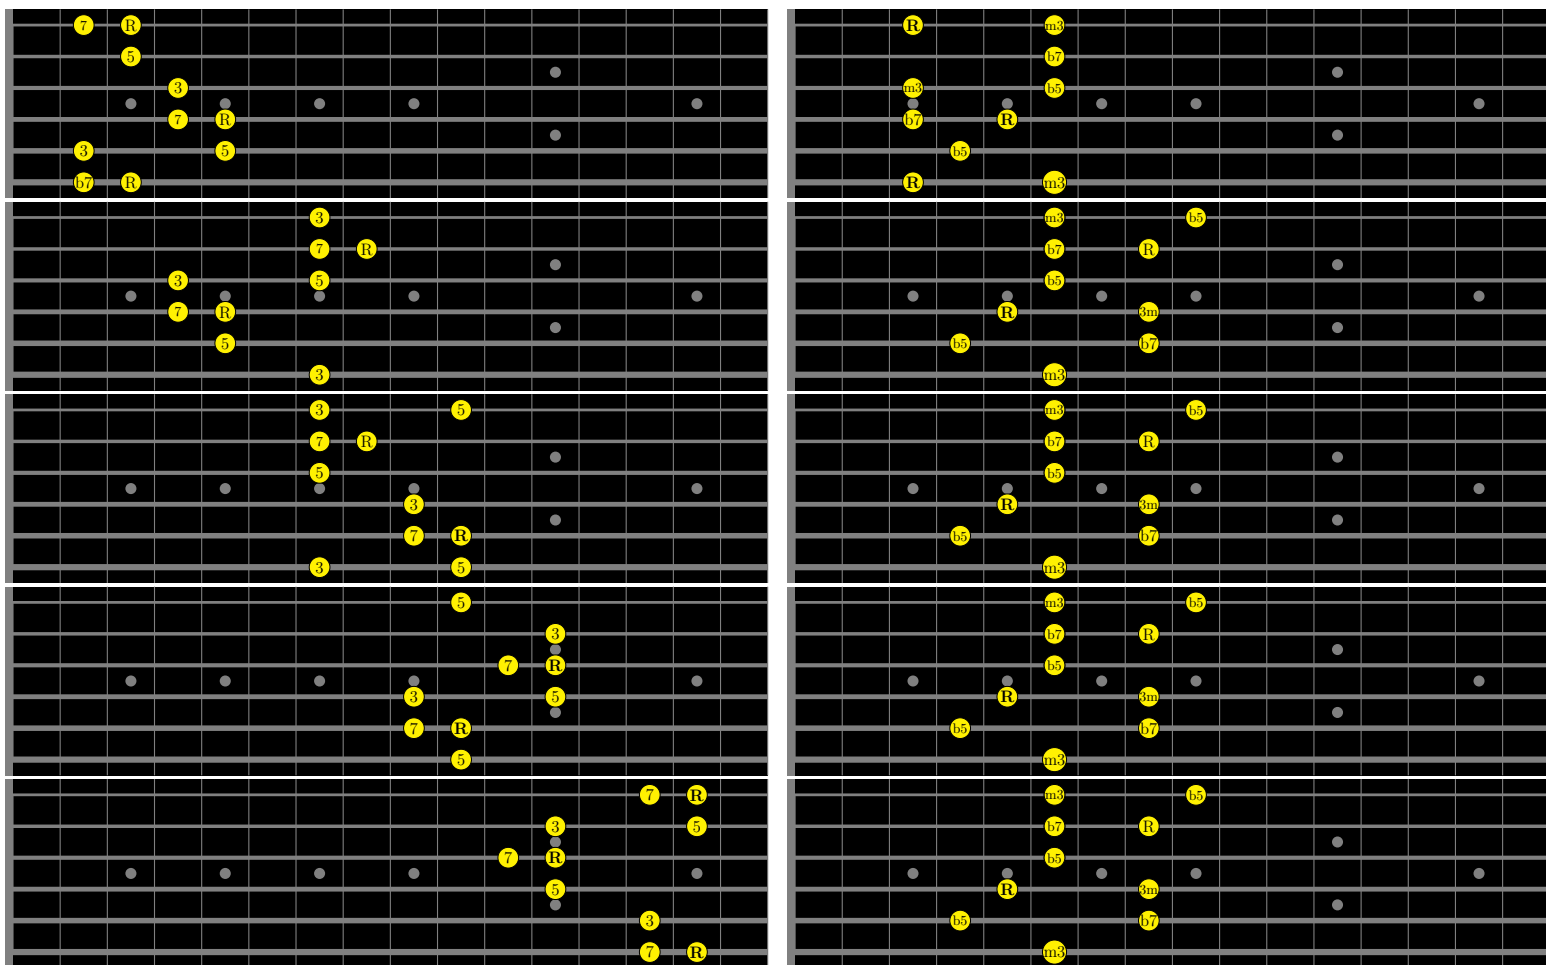 7 R R m3
5 b7
3 m3 b5
7 R b7 R
3 5 b5
b7 R R m3
3 m3 b5
7 R b7 R
3 5 b5
7 R R 3m
5 b5 b7
3 m3
3 5 m3 b5
7 R b7 R
5 b5
3 R 3m
7 R b5 b7
3 5 m3
5 m3 b5
3 b7 R
7 R b5
3 5 R 3m
7 R b5 b7
5 m3
7 R m3 b5
3 5 b7 R
7 R b5
5 R 3m
3 b5 b7
7 R m3